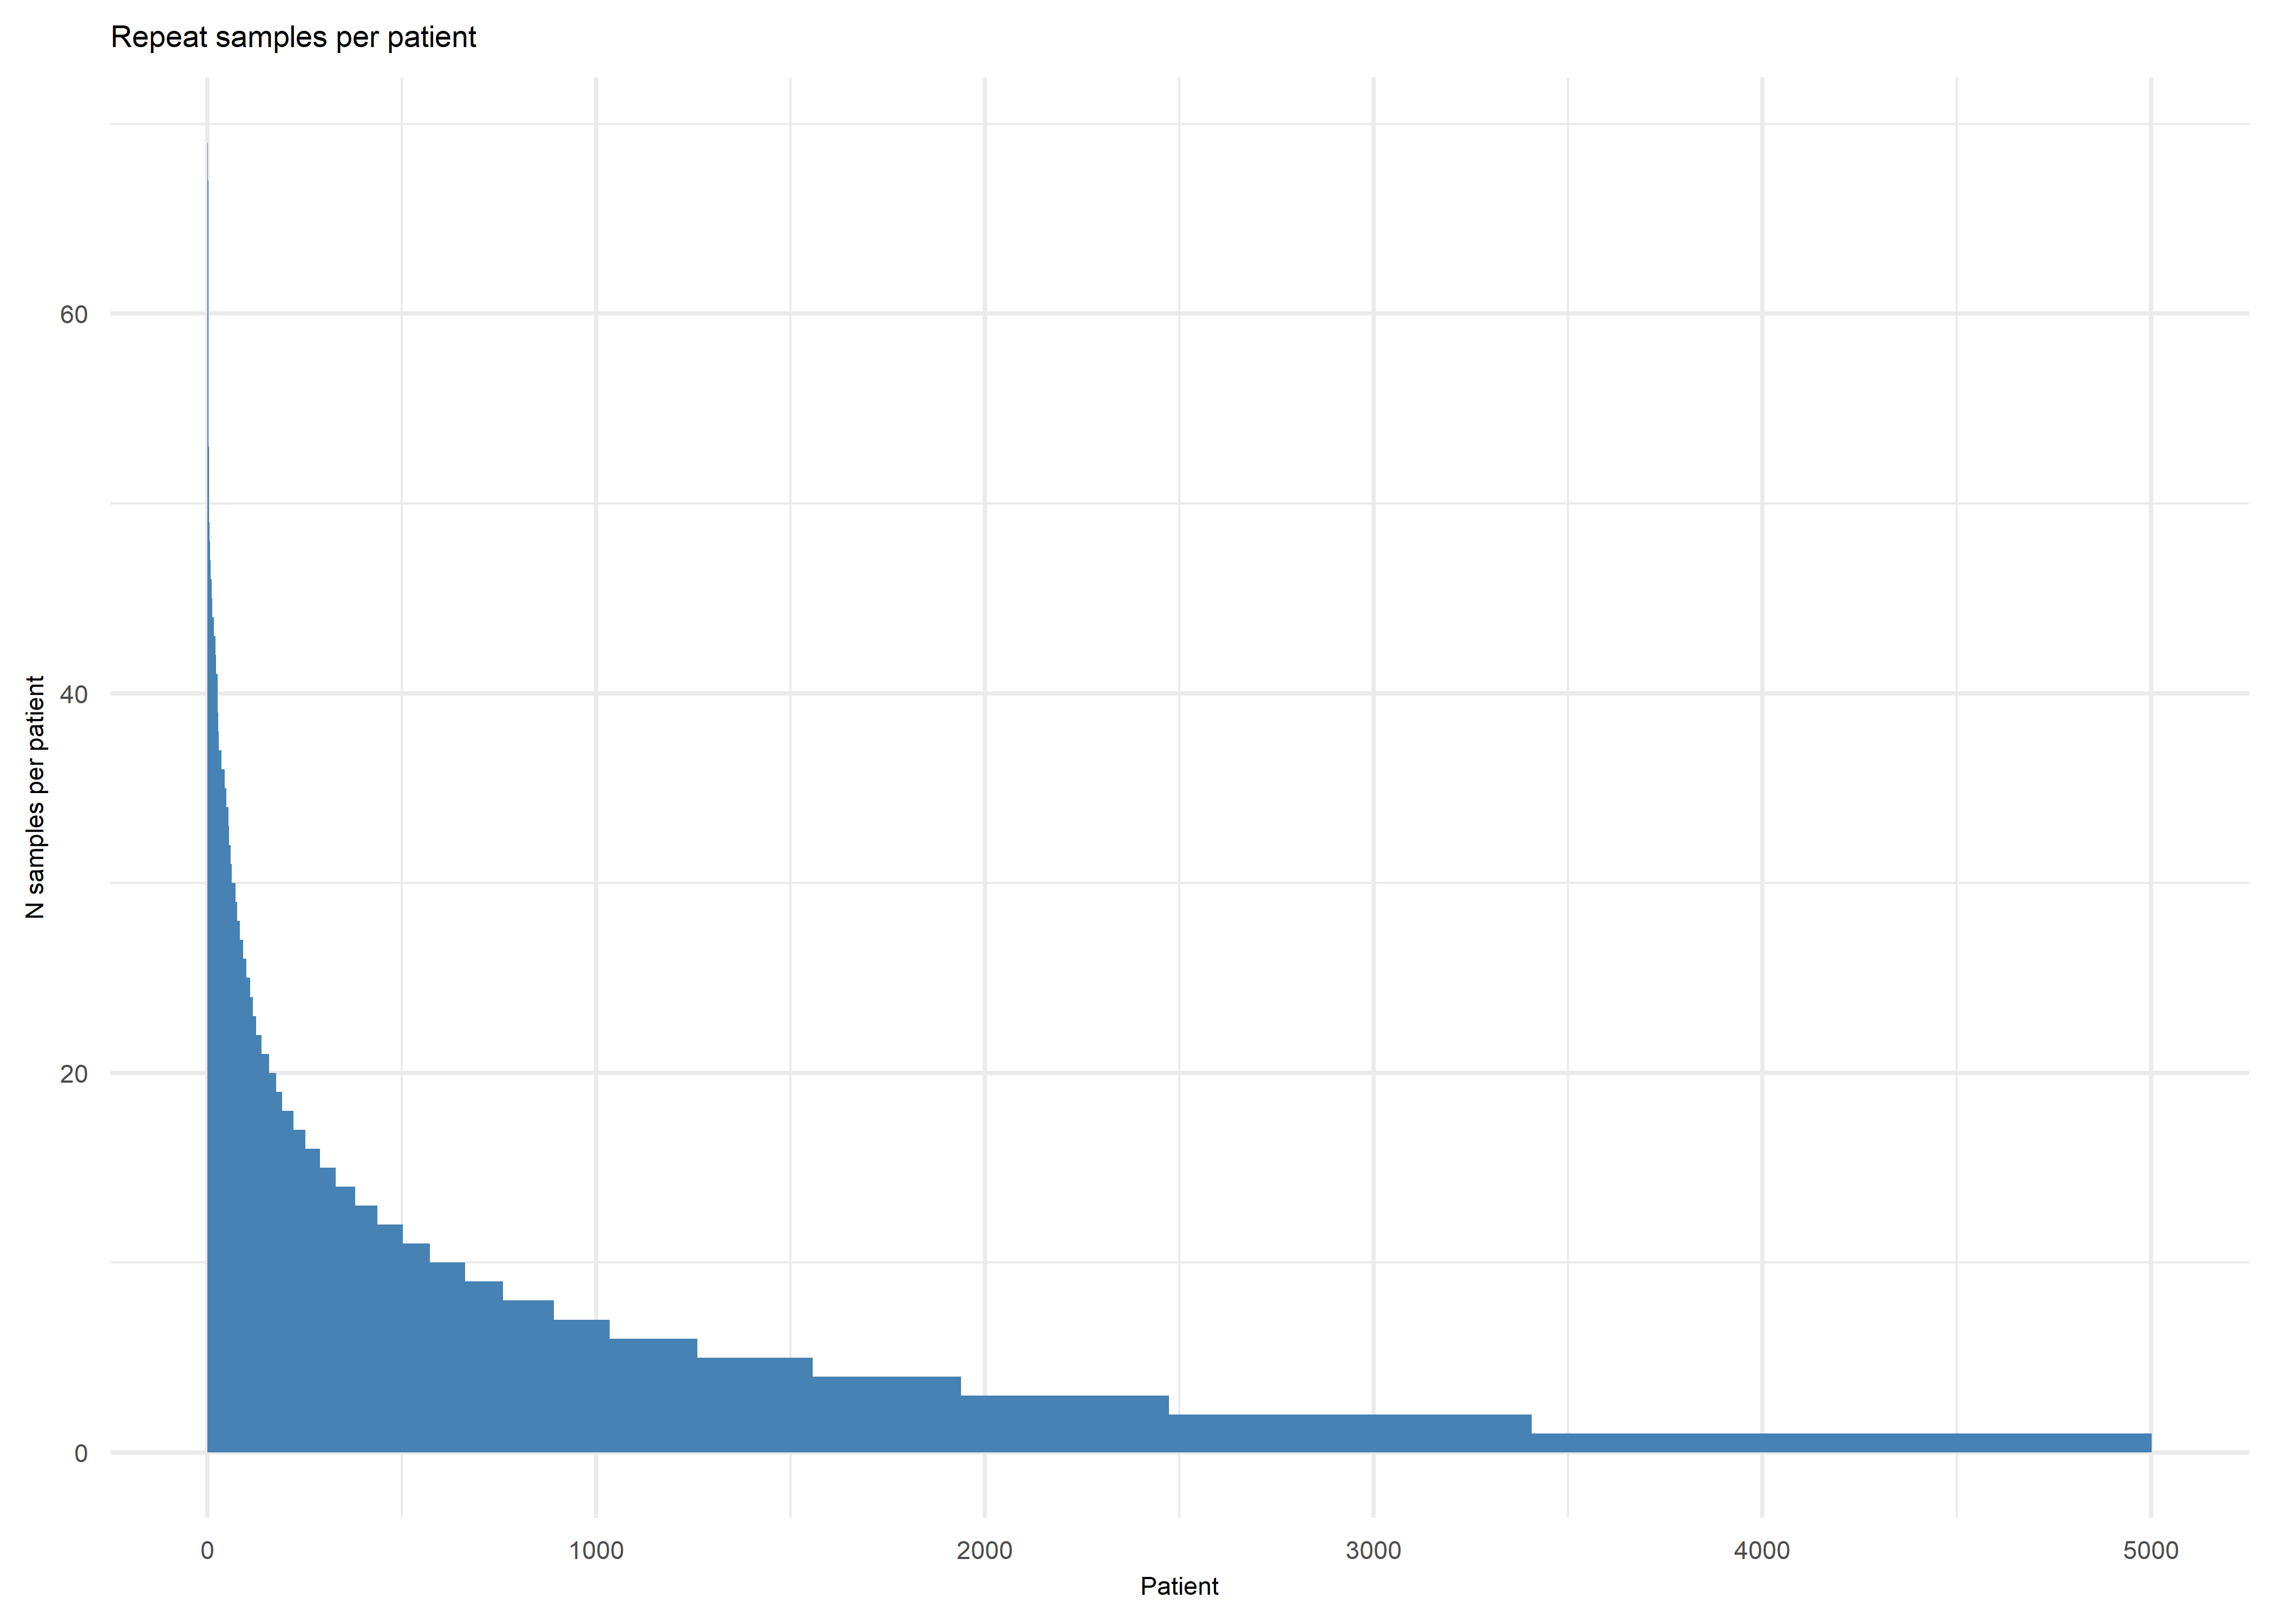 Repeat samples per patient
N samples per patient
60
40
20
0
0 1000 2000 3000 4000 5000
Patient